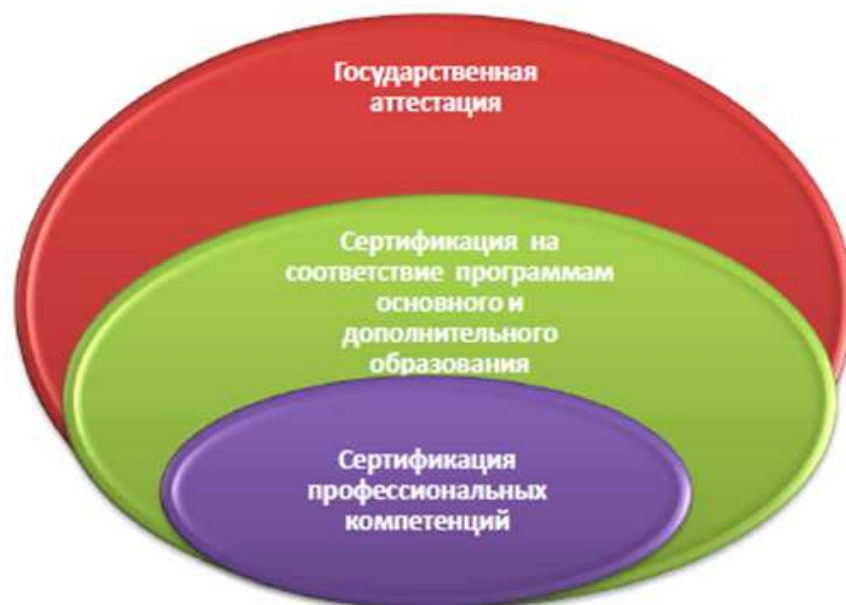 Государственная
аттестация
Сертификация на
соответствие программам
основного и
дополнительного
образования
Сертификация
профессиональных
компетенций